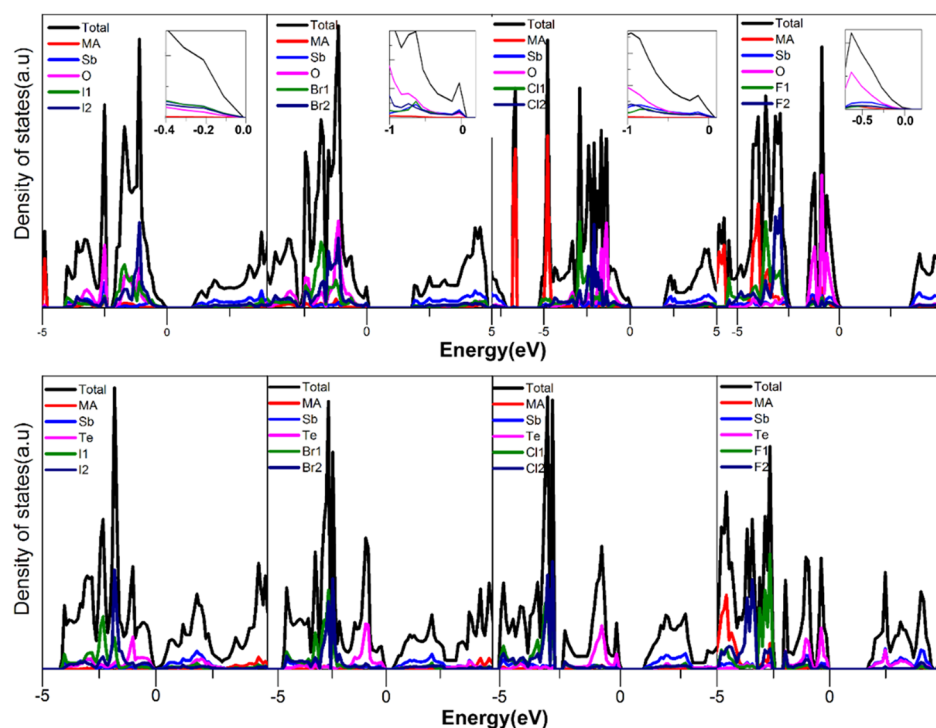 Density of states(a.u)
Total
MA
Sb
O
I1
I2
-0.4 -0.2 0.0
Total
MA
Sb
O
Br1
Br2
-1 0
Total
MA
Sb
O
Cl1
Cl2
-1 0
Total
MA
Sb
O
F1
F2
-0.5 0.0
-5 0 0 5 -5 0 5 -5 0
Energy(eV)
Density of states(a.u)
Total
MA
Sb
Te
I1
I2
Total
MA
Sb
Te
Br1
Br2
Total
MA
Sb
Te
Cl1
Cl2
Total
MA
Sb
Te
F1
F2
-5 0 -5 0 -5 0 -5 0
Energy(eV)